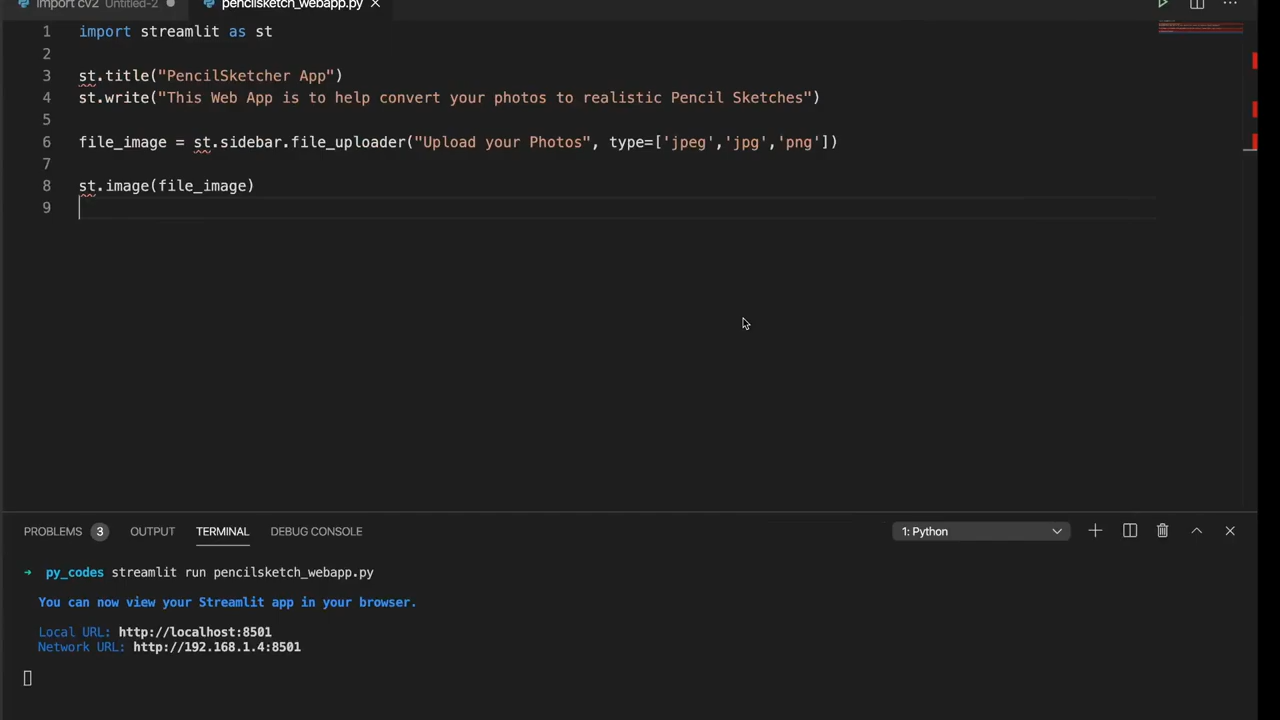 import cv2 Untitled-2
pencilsketch_webapp.py
1 import streamlit as st
2
3 st.title("PencilSketcher App")
4 st.write("This Web App is to help convert your photos to realistic Pencil Sketches")
5
6 file_image = st.sidebar.file_uploader("Upload your Photos", type=['jpeg','jpg','png'])
7
8 st.image(file_image)
9
PROBLEMS 3 OUTPUT TERMINAL DEBUG CONSOLE 1: Python
→ py_codes streamlit run pencilsketch_webapp.py
You can now view your Streamlit app in your browser.
Local URL: http://localhost:8501
Network URL: http://192.168.1.4:8501